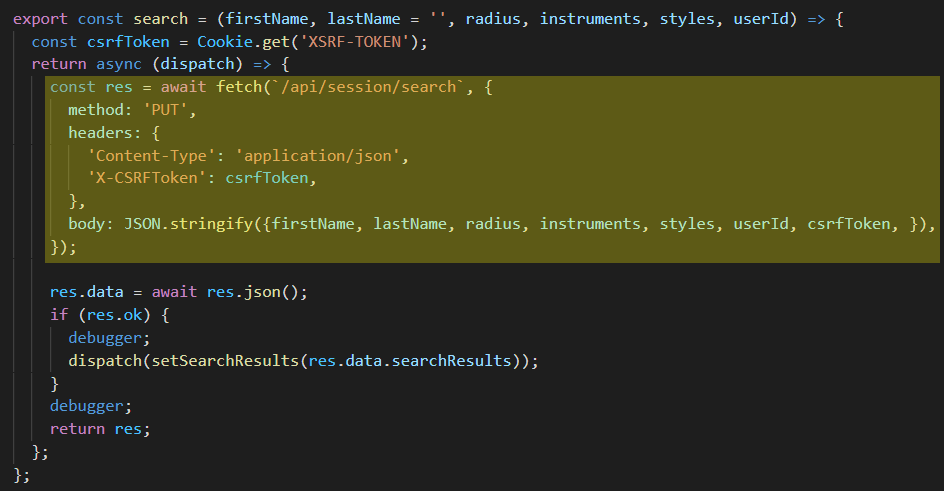 export const search = (firstName, lastName = '', radius, instruments, styles, userId) => {
  const csrfToken = Cookie.get('XSRF-TOKEN');
  return async (dispatch) => {
    const res = await fetch(`/api/session/search`, {
      method: 'PUT',
      headers: {
        'Content-Type': 'application/json',
        'X-CSRFToken': csrfToken,
      },
      body: JSON.stringify({firstName, lastName, radius, instruments, styles, userId, csrfToken, }),
    });
    res.data = await res.json();
    if (res.ok) {
      debugger;
      dispatch(setSearchResults(res.data.searchResults));
    }
    debugger;
    return res;
  };
};